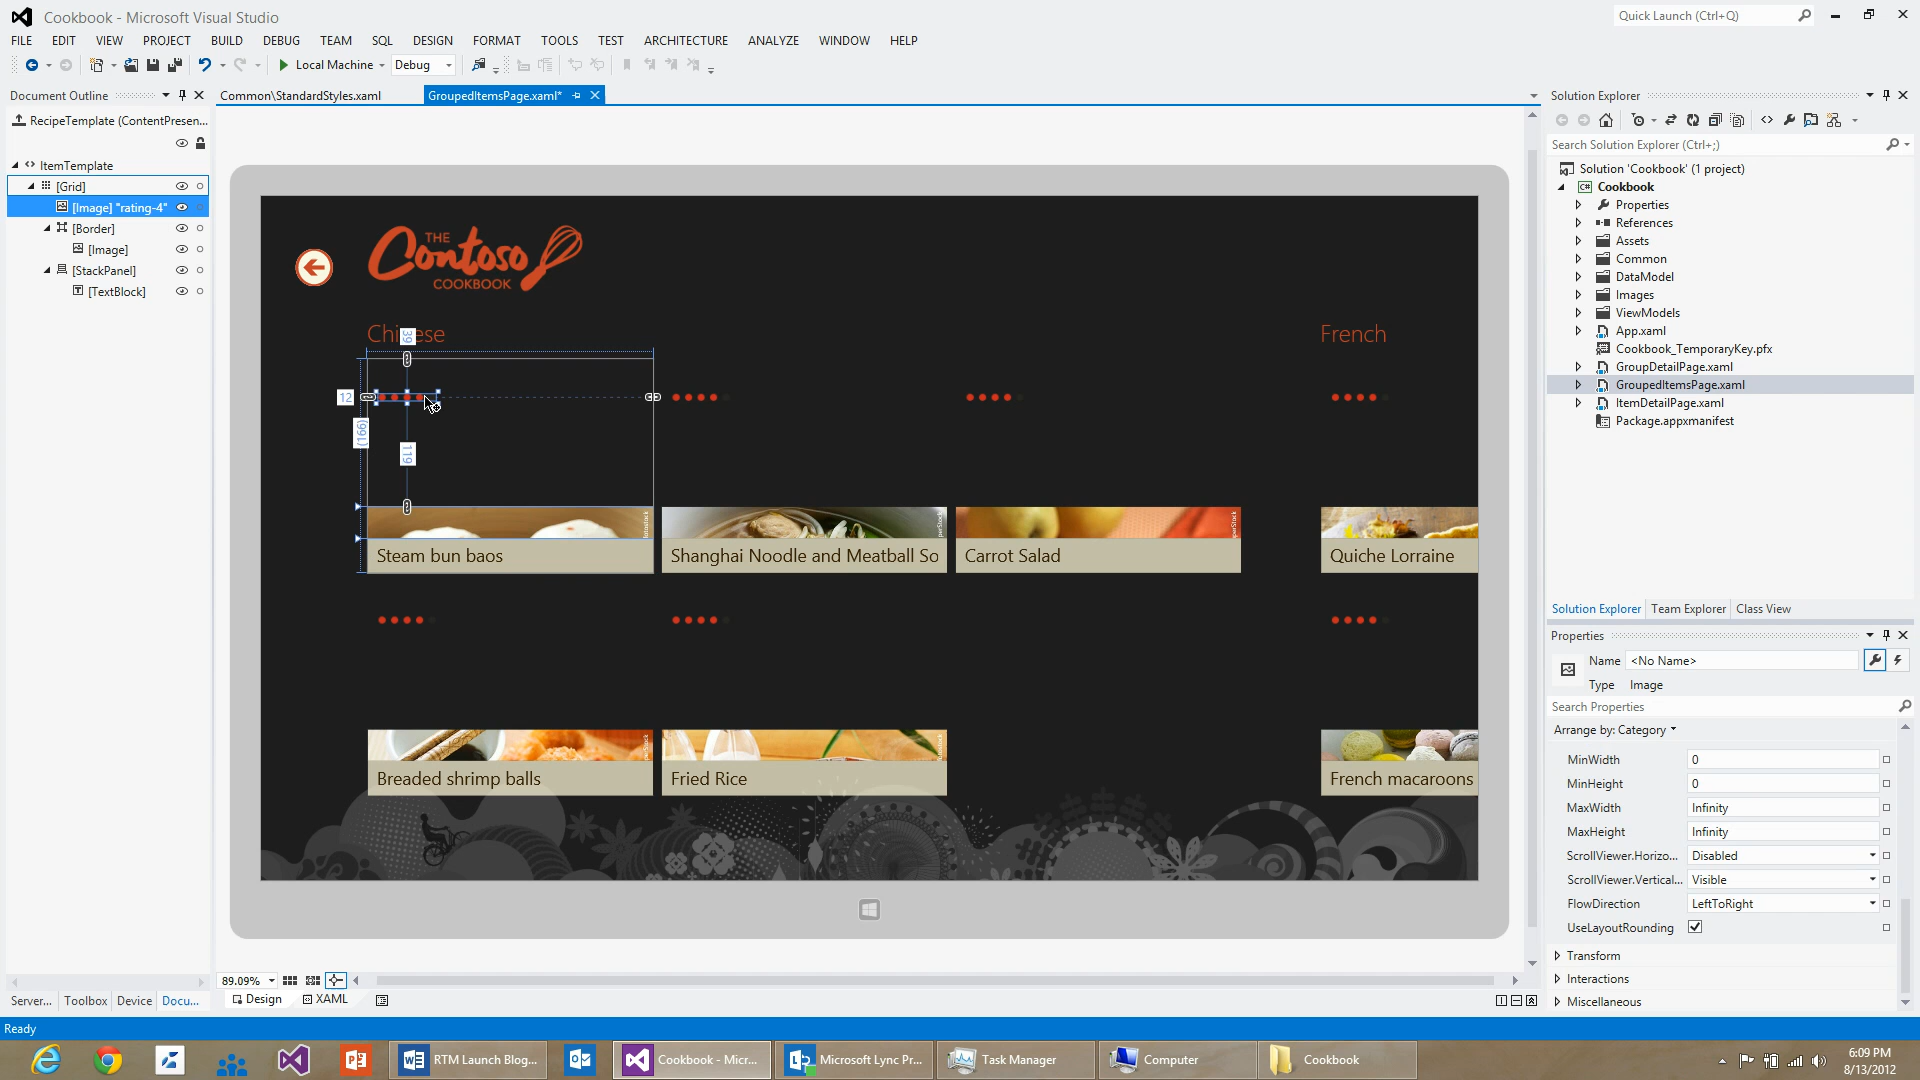 Cookbook - Microsoft Visual Studio
Quick Launch (Ctrl+Q)
FILE EDIT VIEW PROJECT BUILD DEBUG TEAM SQL DESIGN FORMAT TOOLS TEST ARCHITECTURE ANALYZE WINDOW HELP
Local Machine Debug
Document Outline
Common\StandardStyles.xaml
GroupedItemsPage.xaml*
Solution Explorer
RecipeTemplate (ContentPresen...
Search Solution Explorer (Ctrl+;)
ItemTemplate
[Grid]
[Image] "rating-4"
[Border]
[Image]
[StackPanel]
[TextBlock]
Solution 'Cookbook' (1 project)
Cookbook
Properties
References
Assets
Common
DataModel
Images
ViewModels
App.xaml
Cookbook_TemporaryKey.pfx
GroupDetailPage.xaml
GroupedItemsPage.xaml
ItemDetailPage.xaml
Package.appxmanifest
THE
Contoso
COOKBOOK
Chinese
French
39
12
(166)
119
Steam bun baos
Shanghai Noodle and Meatball So
Carrot Salad
Quiche Lorraine
Breaded shrimp balls
Fried Rice
French macaroons
Solution Explorer Team Explorer Class View
Properties
Name <No Name>
Type Image
Search Properties
Arrange by: Category
MinWidth 0
MinHeight 0
MaxWidth Infinity
MaxHeight Infinity
ScrollViewer.Horizo... Disabled
ScrollViewer.Vertical... Visible
FlowDirection LeftToRight
UseLayoutRounding
Transform
Interactions
Miscellaneous
89.09%
Design XAML
Server... Toolbox Device Docu...
Ready
RTM Launch Blog...
Cookbook - Micr...
Microsoft Lync Pr...
Task Manager
Computer
Cookbook
6:09 PM
8/13/2012